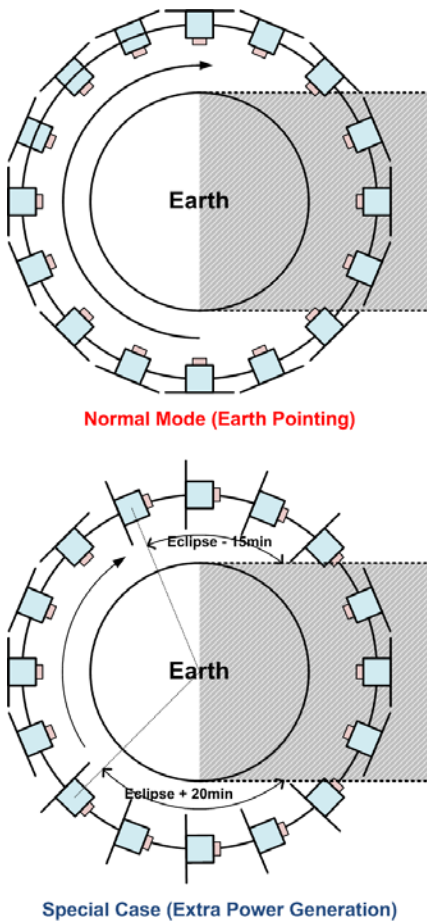 Earth
Normal Mode (Earth Pointing)
Eclipse - 15min
Earth
Eclipse + 20min
Special Case (Extra Power Generation)